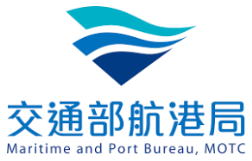 交通部航港局
Maritime and Port Bureau, MOTC